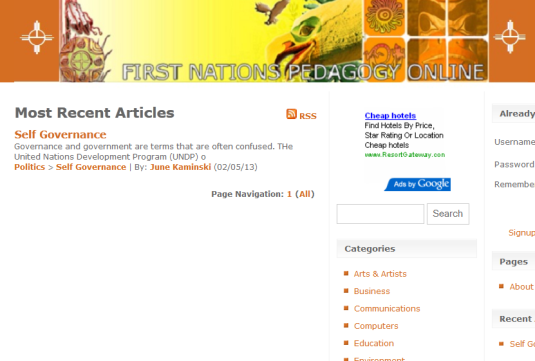 FIRST NATIONS PEDAGOGY ONLINE
Most Recent Articles
RSS
Self Governance
Governance and government are terms that are often confused. THe
United Nations Development Program (UNDP) o
Politics > Self Governance | By: June Kaminski (02/05/13)
Page Navigation: 1 (All)
Cheap hotels
Find Hotels By Price,
Star Rating Or Location
Cheap hotels
www.ResortGateway.com
Ads by Google
Search
Categories
Arts & Artists
Business
Communications
Computers
Education
Environment
Already
Username
Password
Remembe
Signup
Pages
About
Recent
Self G